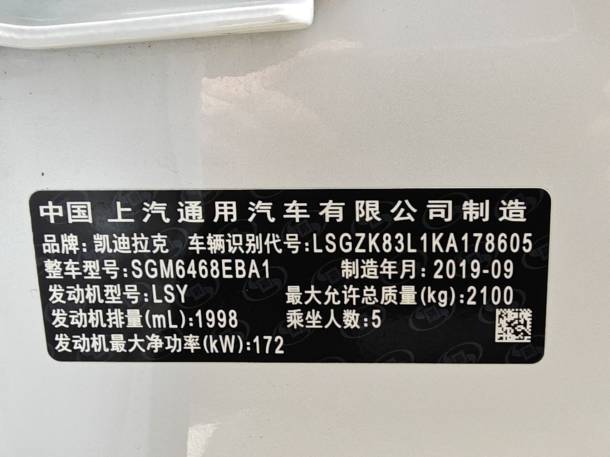 中国 上汽通用汽车有限公司制造
品牌: 凯迪拉克 车辆识别代号:LSGZK83L1KA178605
整车型号:SGM6468EBA1 制造年月:2019-09
发动机型号:LSY 最大允许总质量(kg):2100
发动机排量(mL):1998 乘坐人数:5
发动机最大净功率(kW):172